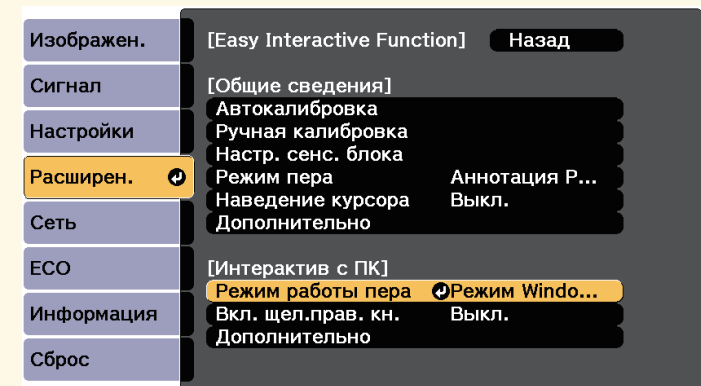 Изображен.
Сигнал
Настройки
Расширен.
Сеть
ECO
Информация
Сброс
[Easy Interactive Function] Назад
[Общие сведения]
Автокалибровка
Ручная калибровка
Настр. сенс. блока
Режим пера Аннотация P...
Наведение курсора Выкл.
Дополнительно
[Интерактив с ПК]
Режим работы пера Режим Windo...
Вкл. щел.прав. кн. Выкл.
Дополнительно